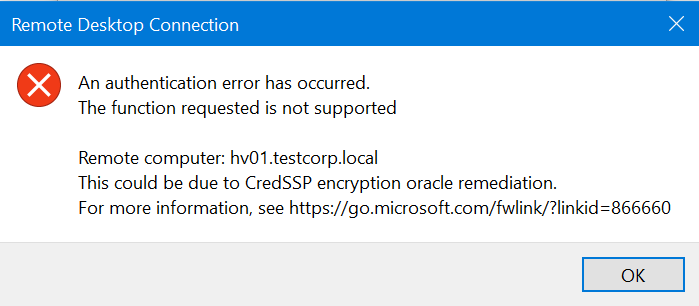 Remote Desktop Connection
An authentication error has occurred.
The function requested is not supported
Remote computer: hv01.testcorp.local
This could be due to CredSSP encryption oracle remediation.
For more information, see https://go.microsoft.com/fwlink/?linkid=866660
OK